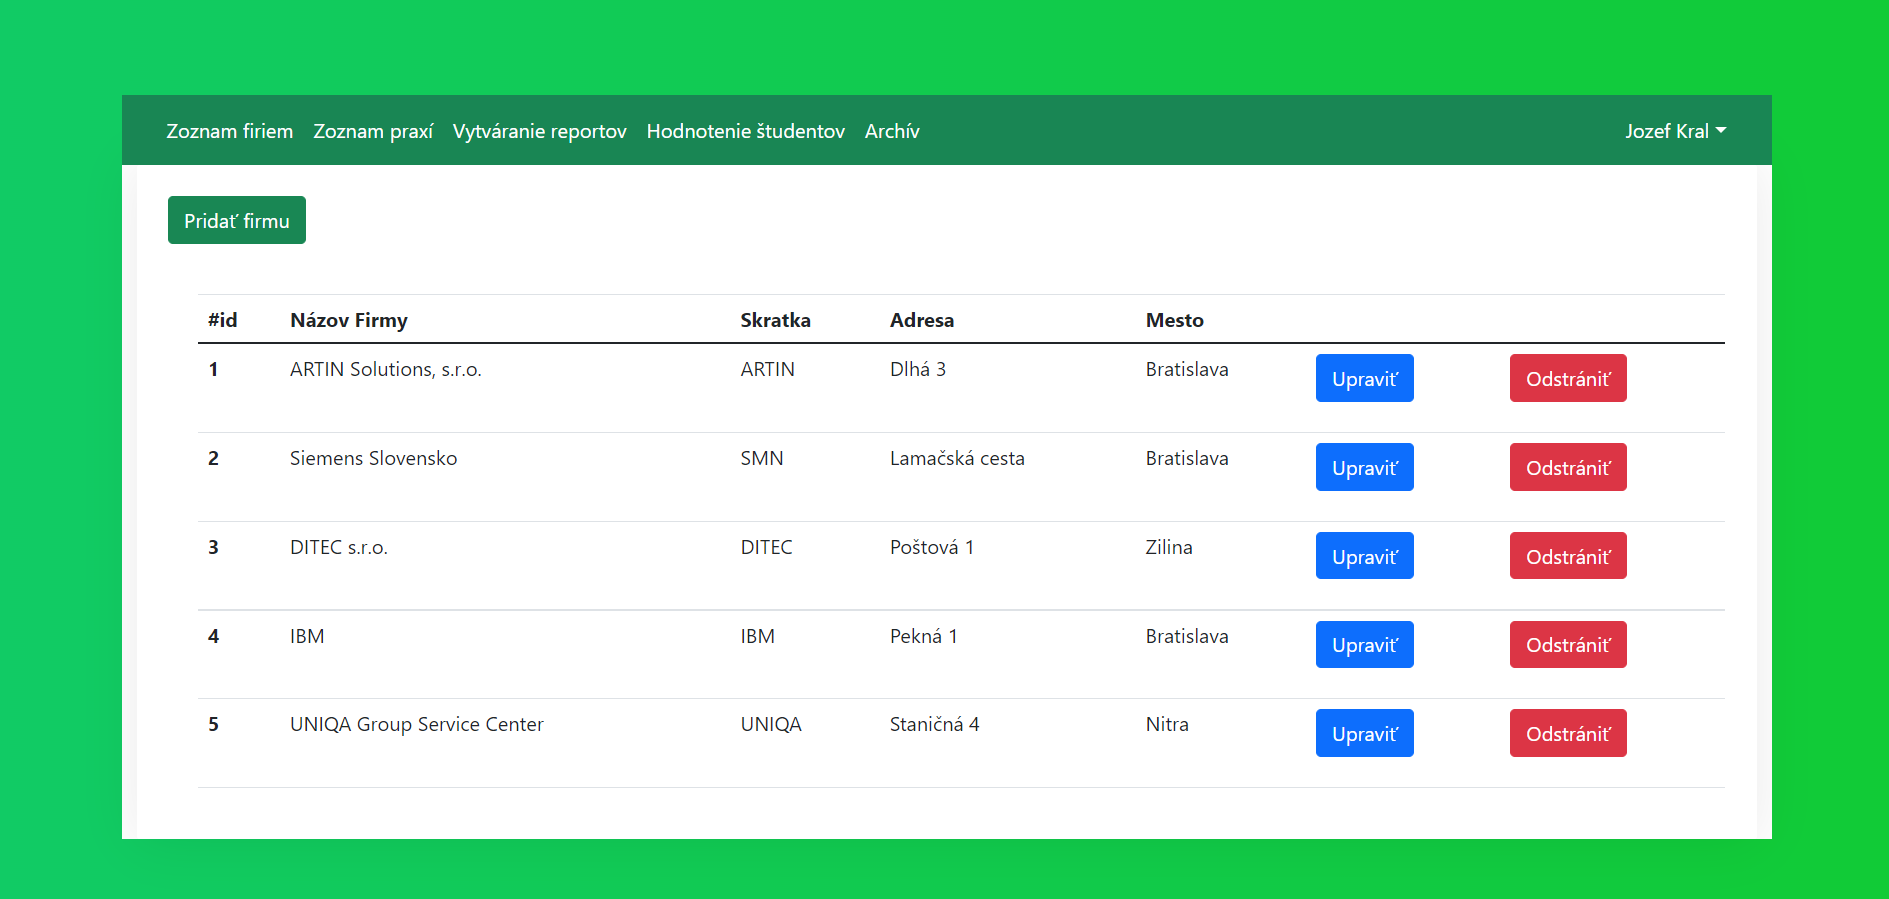 Zoznam firiem Zoznam praxí Vytváranie reportov Hodnotenie študentov Archív Jozef Kral
Pridať firmu
#id Názov Firmy Skratka Adresa Mesto
1 ARTIN Solutions, s.r.o. ARTIN Dlhá 3 Bratislava Upraviť Odstrániť
2 Siemens Slovensko SMN Lamačská cesta Bratislava Upraviť Odstrániť
3 DITEC s.r.o. DITEC Poštová 1 Zilina Upraviť Odstrániť
4 IBM IBM Pekná 1 Bratislava Upraviť Odstrániť
5 UNIQA Group Service Center UNIQA Staničná 4 Nitra Upraviť Odstrániť